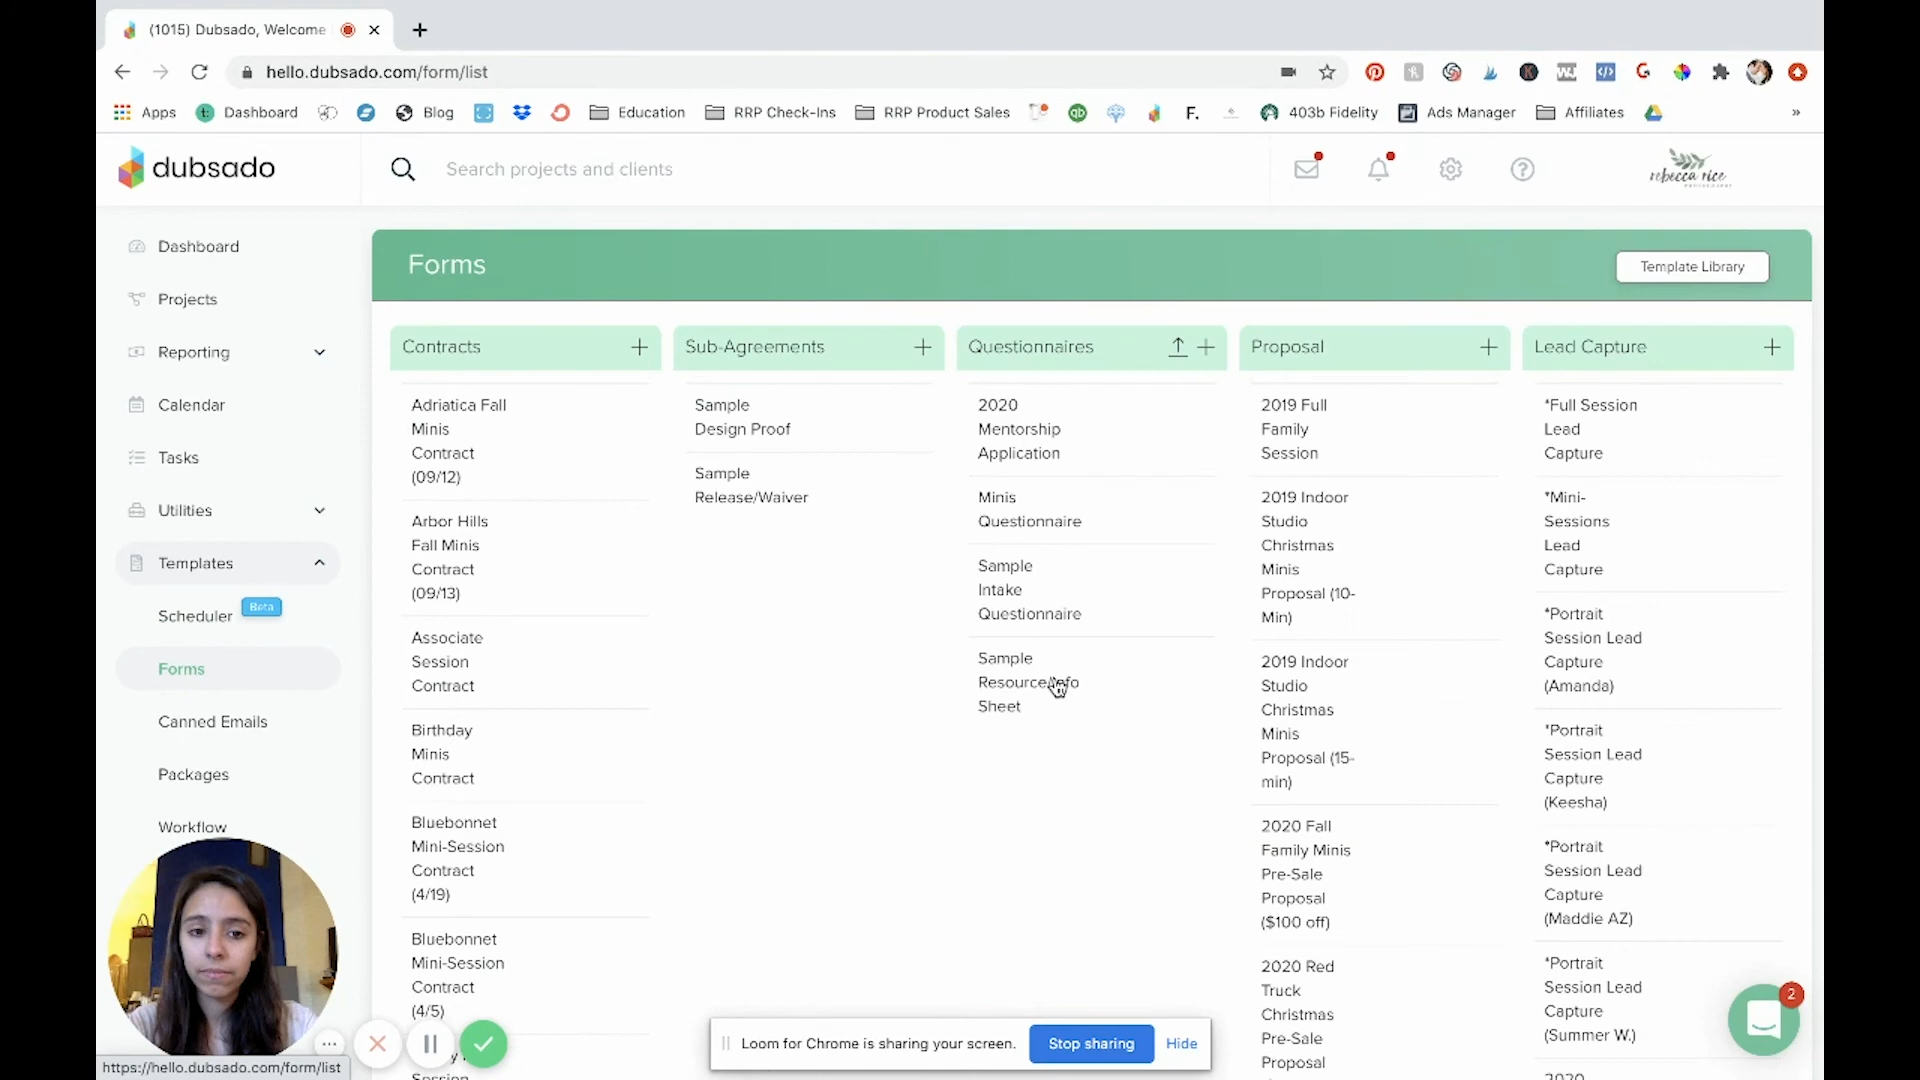 (1015) Dubsado, Welcome
hello.dubsado.com/form/list
Apps
Dashboard
Blog
Education
RRP Check-Ins
RRP Product Sales
F.
403b Fidelity
Ads Manager
Affiliates
»
dubsado
Search projects and clients
rebecca rice
Dashboard
Projects
Reporting
Calendar
Tasks
Utilities
Templates
Scheduler
Beta
Forms
Canned Emails
Packages
Workflow
Forms
Template Library
Contracts
Adriatica Fall
Minis
Contract
(09/12)
Arbor Hills
Fall Minis
Contract
(09/13)
Associate
Session
Contract
Birthday
Minis
Contract
Bluebonnet
Mini-Session
Contract
(4/19)
Bluebonnet
Mini-Session
Contract
(4/5)
Sub-Agreements
Sample
Design Proof
Sample
Release/Waiver
Questionnaires
2020
Mentorship
Application
Minis
Questionnaire
Sample
Intake
Questionnaire
Sample
Resource/Info
Sheet
Proposal
2019 Full
Family
Session
2019 Indoor
Studio
Christmas
Minis
Proposal (10-
Min)
2019 Indoor
Studio
Christmas
Minis
Proposal (15-
min)
2020 Fall
Family Minis
Pre-Sale
Proposal
($100 off)
2020 Red
Truck
Christmas
Pre-Sale
Proposal
Lead Capture
*Full Session
Lead
Capture
*Mini-
Sessions
Lead
Capture
*Portrait
Session Lead
Capture
(Amanda)
*Portrait
Session Lead
Capture
(Keesha)
*Portrait
Session Lead
Capture
(Maddie AZ)
*Portrait
Session Lead
Capture
(Summer W.)
2020
2
Loom for Chrome is sharing your screen.
Stop sharing
Hide
https://hello.dubsado.com/form/list